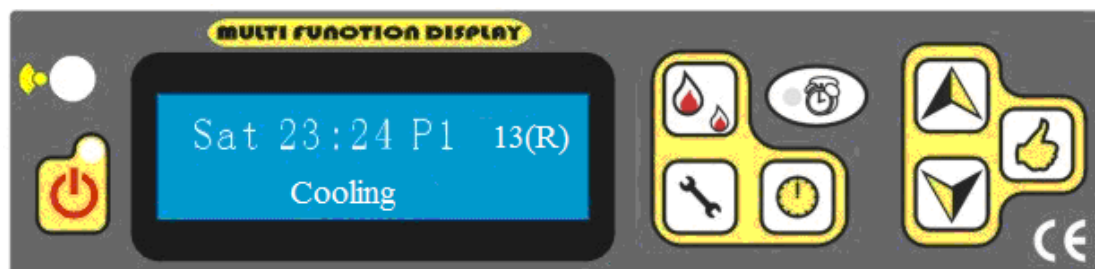 MULTI FUNOTION DISPLAY
Sat 23:24 P1 13(R)
Cooling
CE